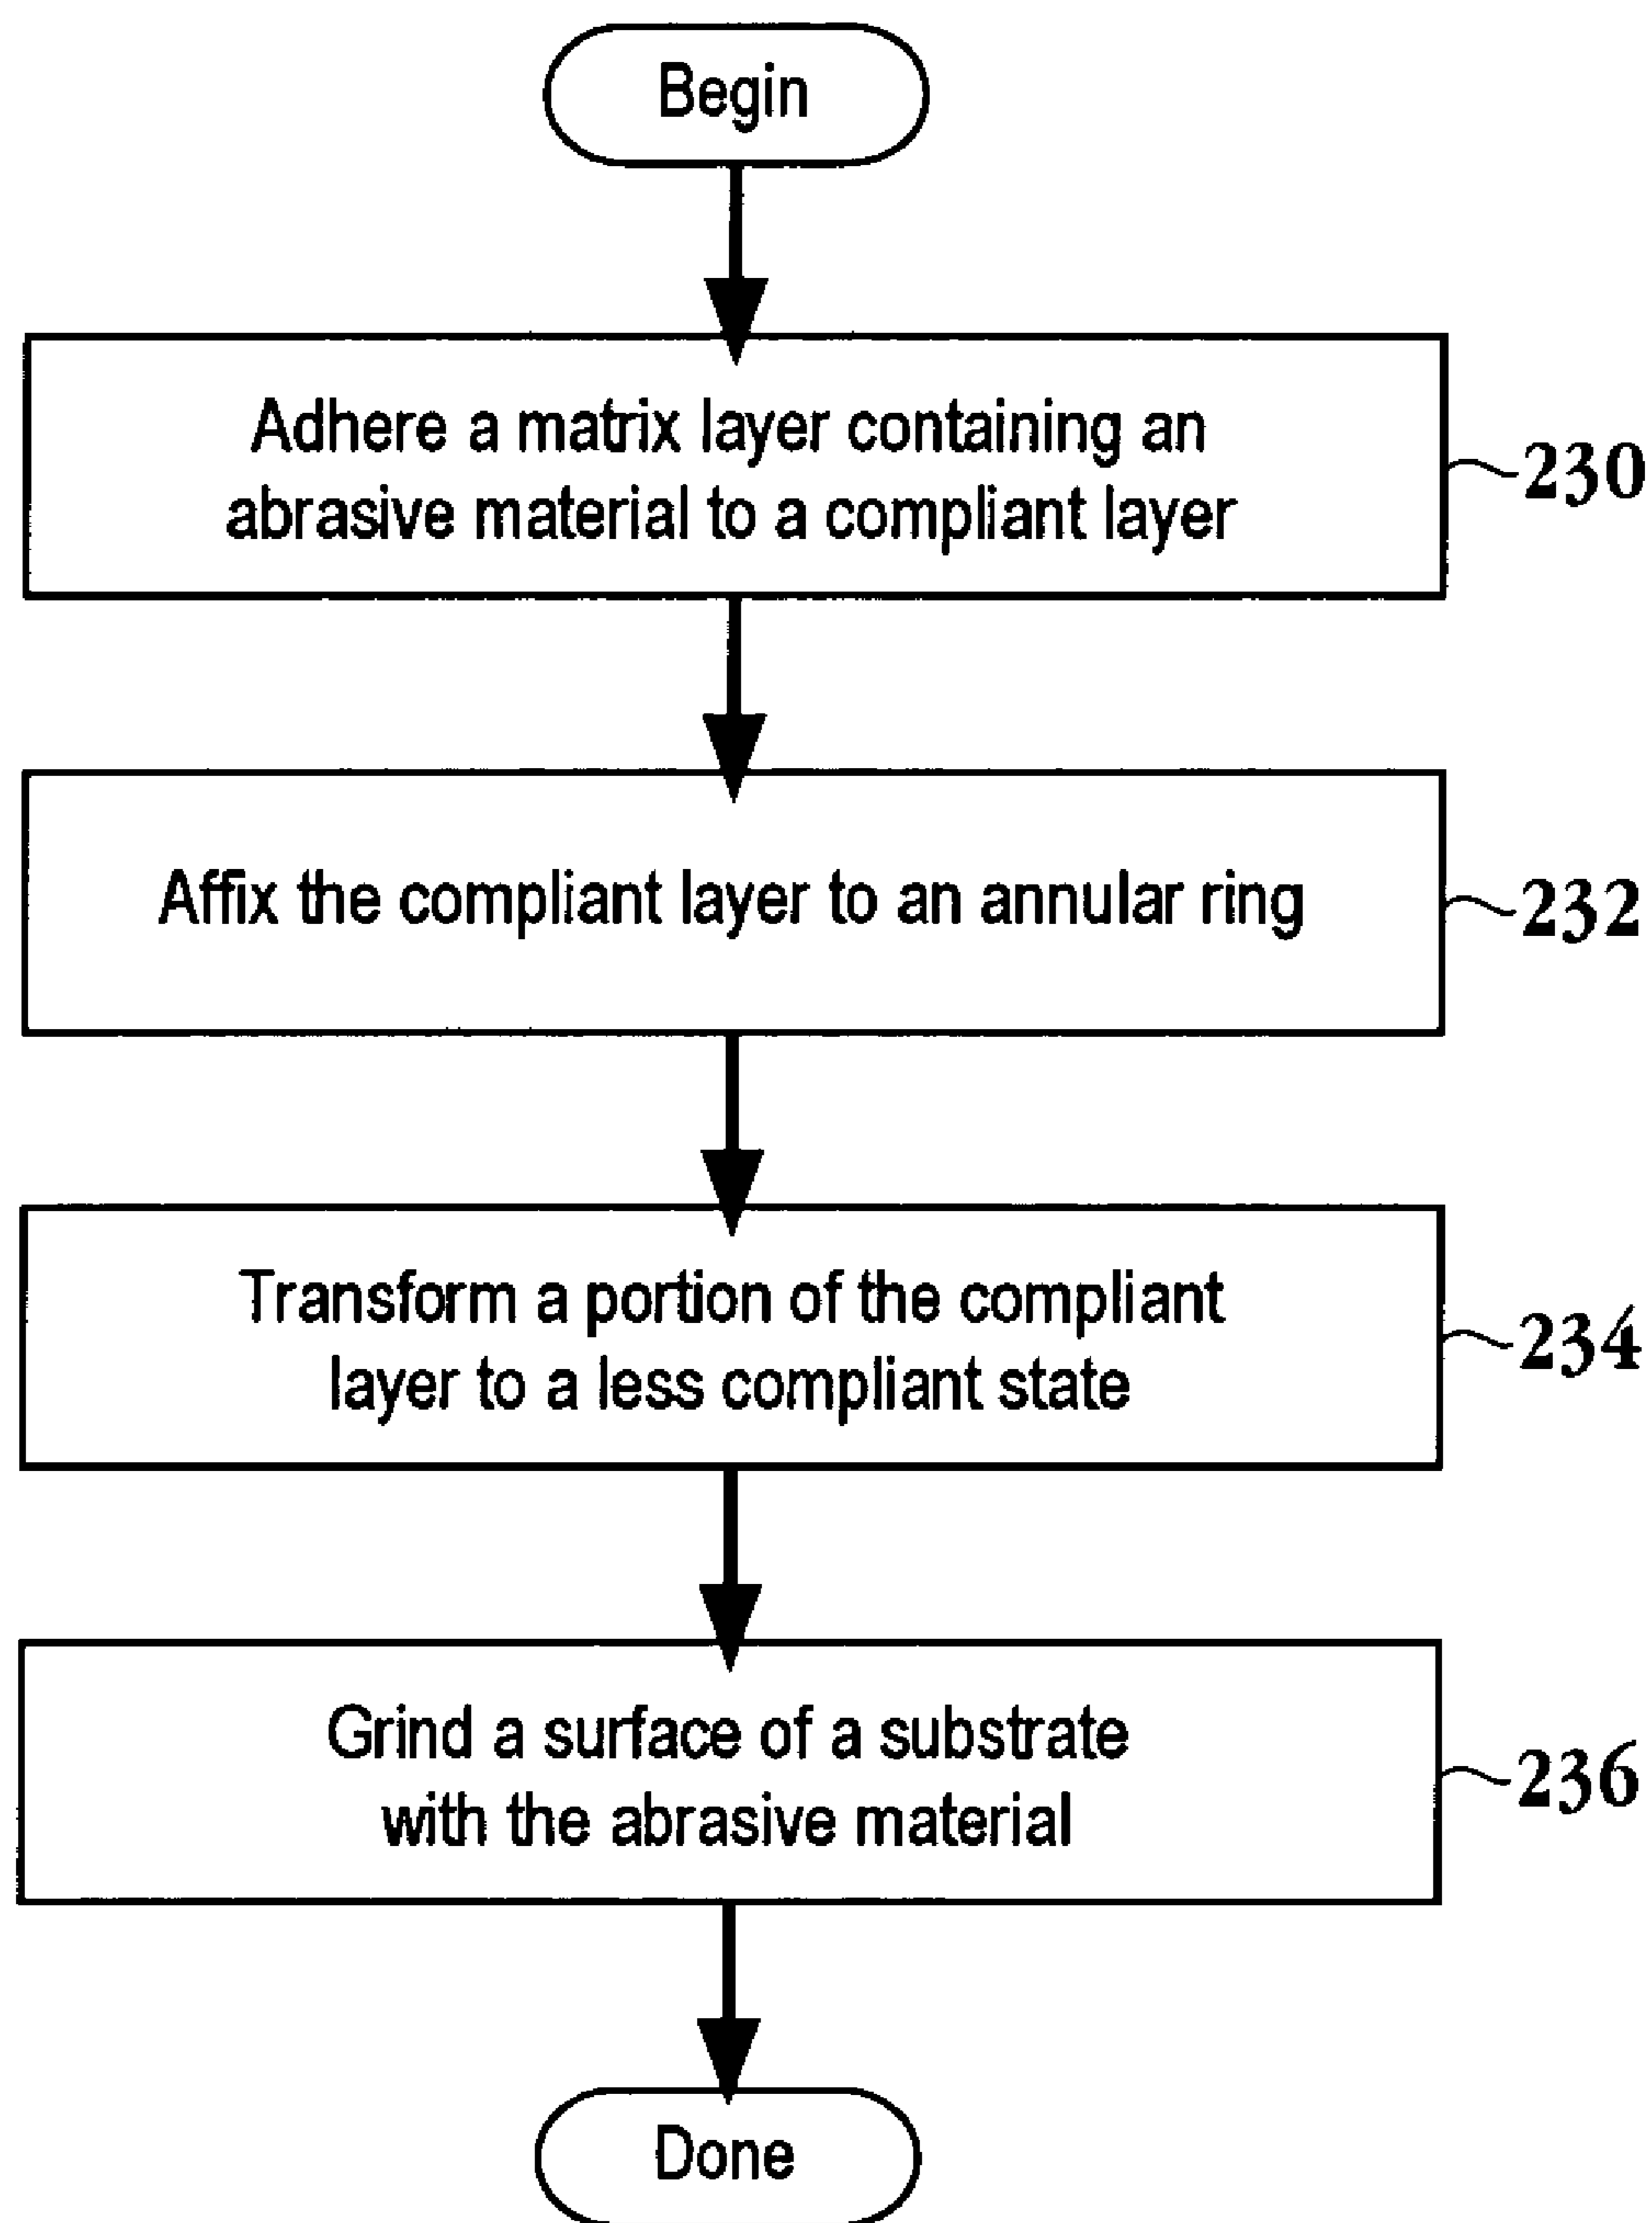 Begin
Adhere a matrix layer containing an
abrasive material to a compliant layer
230
Affix the compliant layer to an annular ring
232
Transform a portion of the compliant
layer to a less compliant state
234
Grind a surface of a substrate
with the abrasive material
236
Done